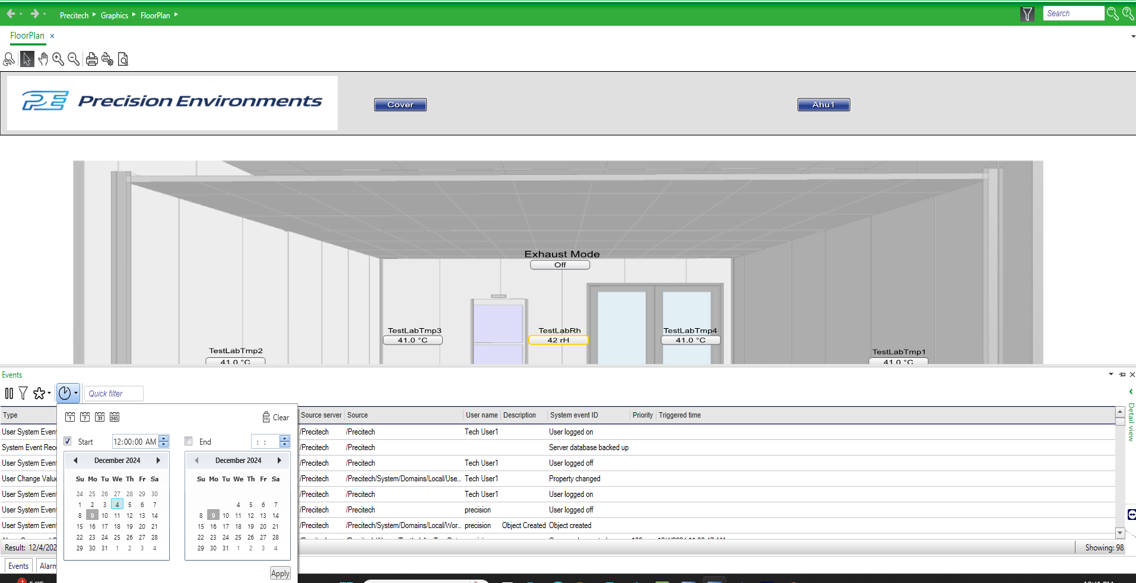 Precitech Graphics FloorPlan Search
FloorPlan x
PE Precision Environments Cover Ahu1
Exhaust Mode
Off
TestLabTmp3 TestLabRh TestLabTmp4
41.0 °C 42 rH 41.0 °C
TestLabTmp2 TestLabTmp1
41.0 °C 41.0 °C
Events
Quick filter
Detail view
Type Source server Source User name Description System event ID Priority Triggered time
1 7 31 Clear
User System Even /Precitech /Precitech Tech User1 User logged on
Start 12:00:00 AM End : :
System Event Reco /Precitech /Precitech Server database backed up
December 2024 December 2024
User System Even /Precitech /Precitech Tech User1 User logged off
Su Mo Tu We Th Fr Sa Su Mo Tu We Th Fr Sa
User Change Value /Precitech /Precitech/System/Domains/Local/Use... Tech User1 Property changed
24 25 26 27 28 29 30
User System Even /Precitech /Precitech Tech User1 User logged on
1 2 3 4 5 6 7 4 5 6 7
User System Even /Precitech /Precitech precision User logged off
8 9 10 11 12 13 14 8 9 10 11 12 13 14
User System Even /Precitech /Precitech/System/Domains/Local/Wor... precision Object Created Object created
15 16 17 18 19 20 21 15 16 17 18 19 20 21
22 23 24 25 26 27 28 22 23 24 25 26 27 28
Result: 12/4/202 Showing: 98
29 30 31 1 2 3 4 29 30 31 1 2 3 4
Events Alarm
Apply